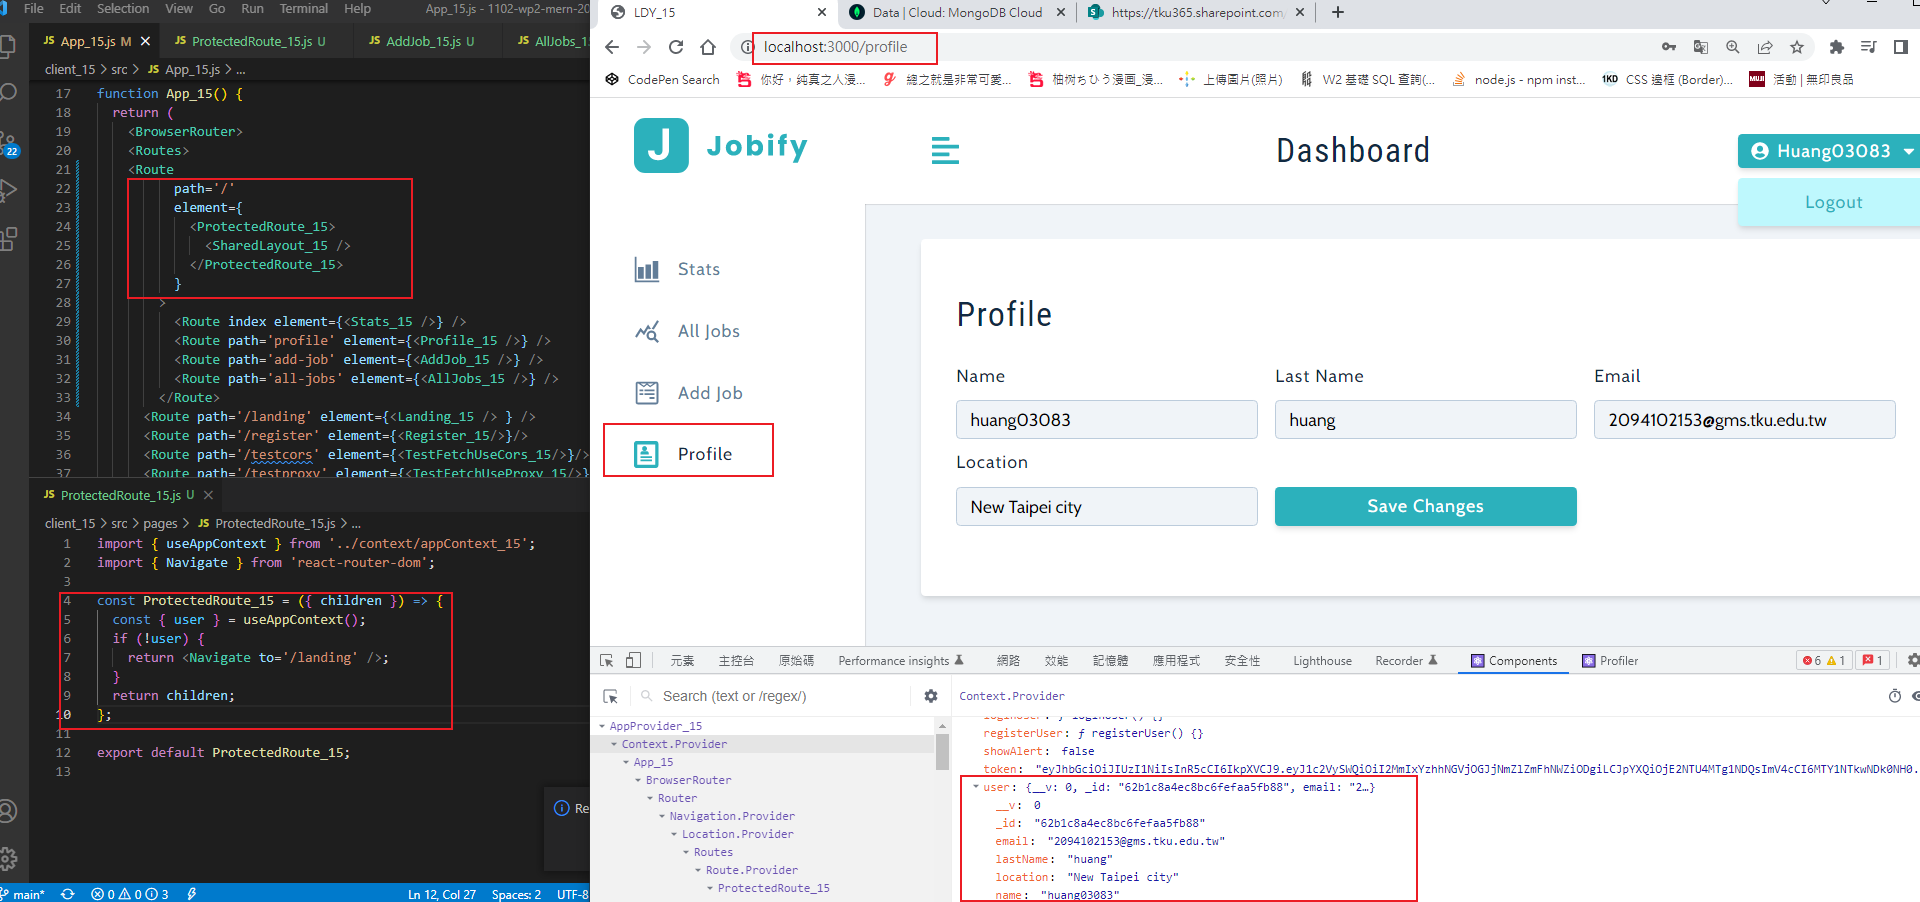 File Edit Selection View Go Run Terminal Help App_15.js - 1102-wp2-mern-20
JS App_15.js M JS ProtectedRoute_15.js U JS AddJob_15.js U JS AllJobs_1
client_15 > src > JS App_15.js > ...
17 function App_15() {
18 return (
19 <BrowserRouter>
20 <Routes>
21 <Route
22 path='/'
23 element={
24 <ProtectedRoute_15>
25 <SharedLayout_15 />
26 </ProtectedRoute_15>
27 }
28 >
29 <Route index element={<Stats_15 />} />
30 <Route path='profile' element={<Profile_15 />} />
31 <Route path='add-job' element={<AddJob_15 />} />
32 <Route path='all-jobs' element={<AllJobs_15 />} />
33 </Route>
34 <Route path='/landing' element={<Landing_15 /> } />
35 <Route path='/register' element={<Register_15/>}/>
36 <Route path='/testcors' element={<TestFetchUseCors_15/>}/>
37 <Route path='/testproxy' element={<TestFetchUseProxy_15/>}
JS ProtectedRoute_15.js U
client_15 > src > pages > JS ProtectedRoute_15.js > ...
1 import { useAppContext } from '../context/appContext_15';
2 import { Navigate } from 'react-router-dom';
3
4 const ProtectedRoute_15 = ({ children }) => {
5 const { user } = useAppContext();
6 if (!user) {
7 return <Navigate to='/landing' />;
8 }
9 return children;
10 };
11
12 export default ProtectedRoute_15;
13
22
Re
main* 0 0 3 Ln 12, Col 27 Spaces: 2 UTF-8
LDY_15 Data | Cloud: MongoDB Cloud https://tku365.sharepoint.com/
localhost:3000/profile
CodePen Search 你好，純真之人漫... 總之就是非常可愛... 柚树ちひう漫画_漫... 上傳圖片(照片) W2 基礎 SQL 查詢(... node.js - npm inst... 1KD CSS 邊框 (Border)... MUJI 活動 | 無印良品
J Jobify Dashboard Huang03083
Logout
Stats
All Jobs
Add Job
Profile
Profile
Name Last Name Email
huang03083 huang 2094102153@gms.tku.edu.tw
Location
New Taipei city Save Changes
元素 主控台 原始碼 Performance insights 網路 效能 記憶體 應用程式 安全性 Lighthouse Recorder Components Profiler 6 1 1
Search (text or /regex/) Context.Provider
AppProvider_15
Context.Provider
App_15
BrowserRouter
Router
Navigation.Provider
Location.Provider
Routes
Route.Provider
ProtectedRoute_15
loginUser: ƒ loginUser() {}
registerUser: ƒ registerUser() {}
showAlert: false
user: {__v: 0, _id: "62b1c8a4ec8bc6fefaa5fb88", email: "2…}
__v: 0
_id: "62b1c8a4ec8bc6fefaa5fb88"
email: "2094102153@gms.tku.edu.tw"
lastName: "huang"
location: "New Taipei city"
name: "huang03083"